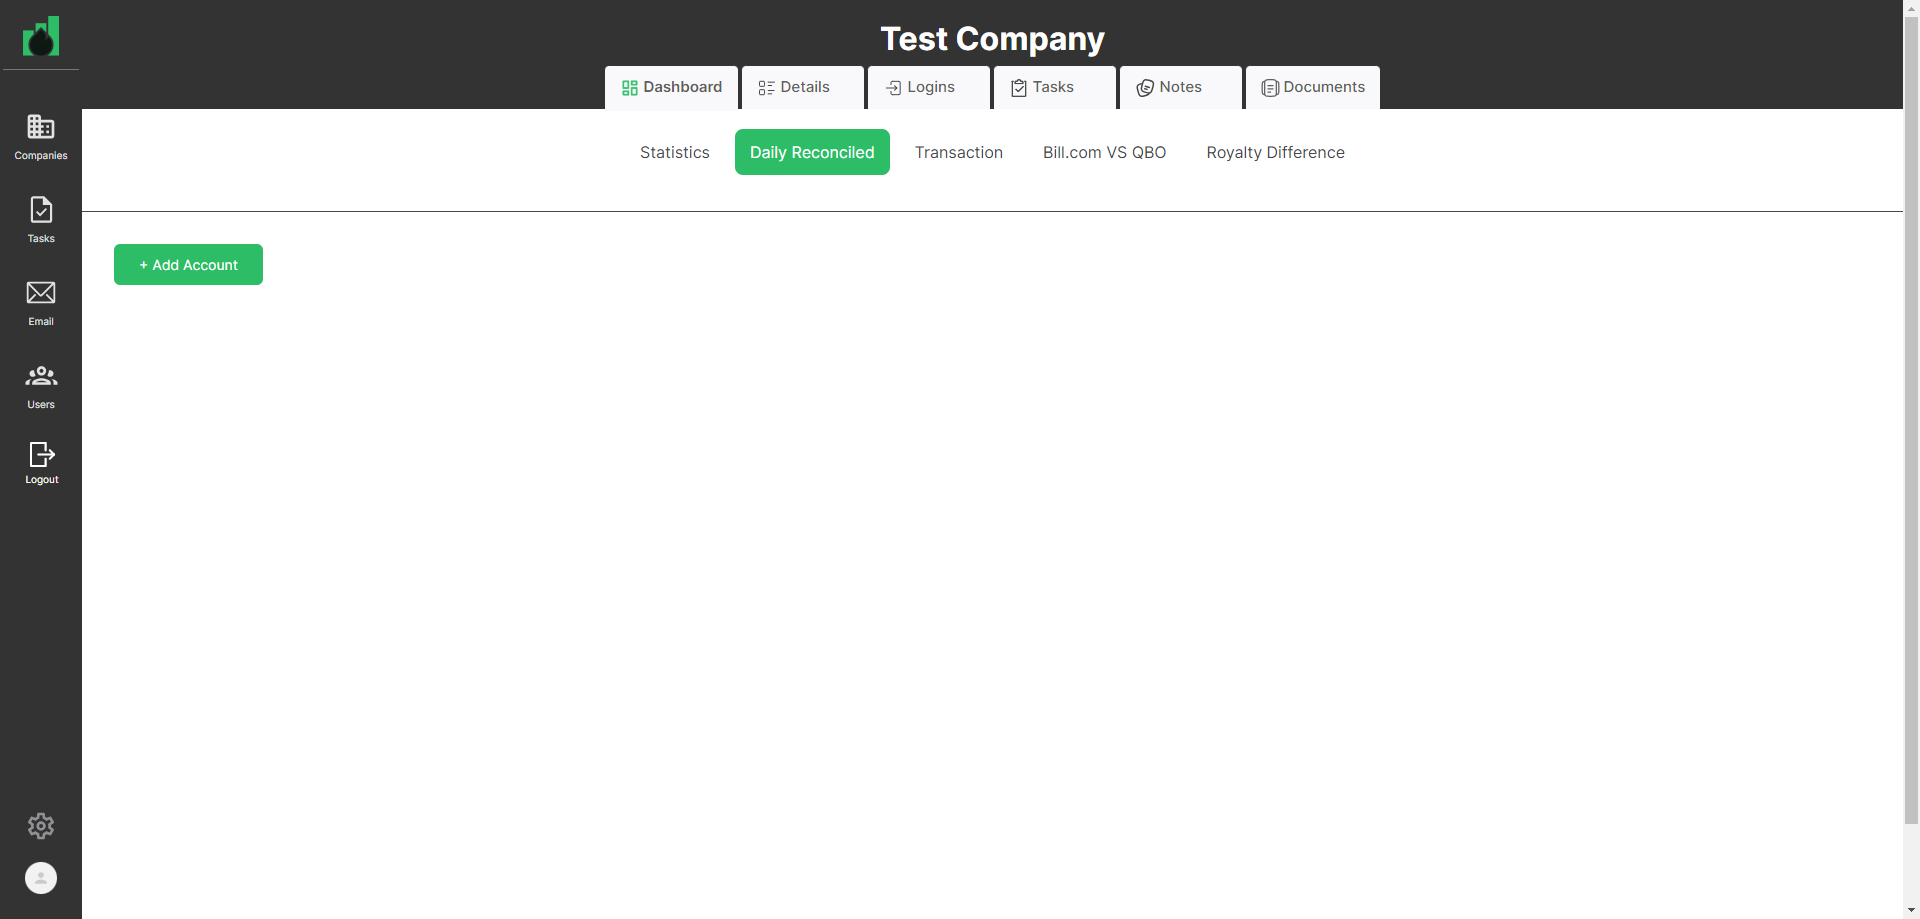 Test Company
Dashboard
Details
Logins
Tasks
Notes
Documents
Companies
Tasks
Email
Users
Logout
Statistics
Daily Reconciled
Transaction
Bill.com VS QBO
Royalty Difference
+ Add Account